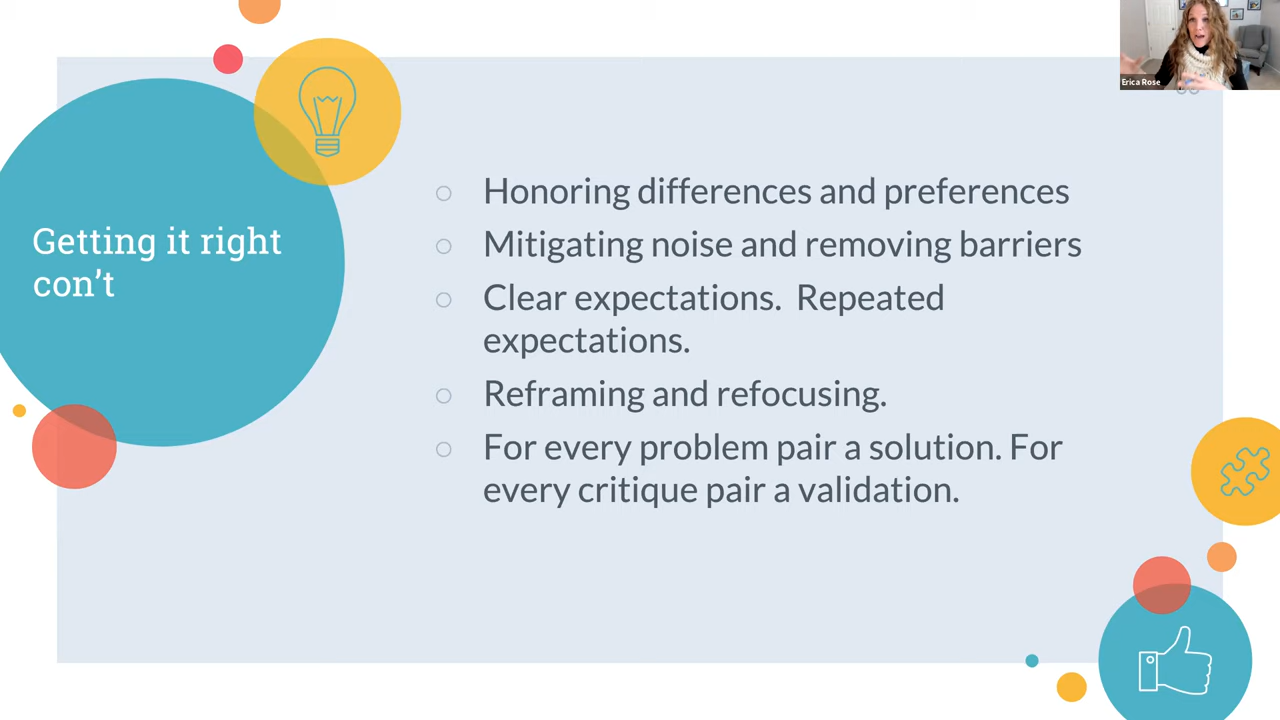 Erica Rose
Getting it right
con't
Honoring differences and preferences
Mitigating noise and removing barriers
Clear expectations.  Repeated
expectations.
Reframing and refocusing.
For every problem pair a solution. For
every critique pair a validation.